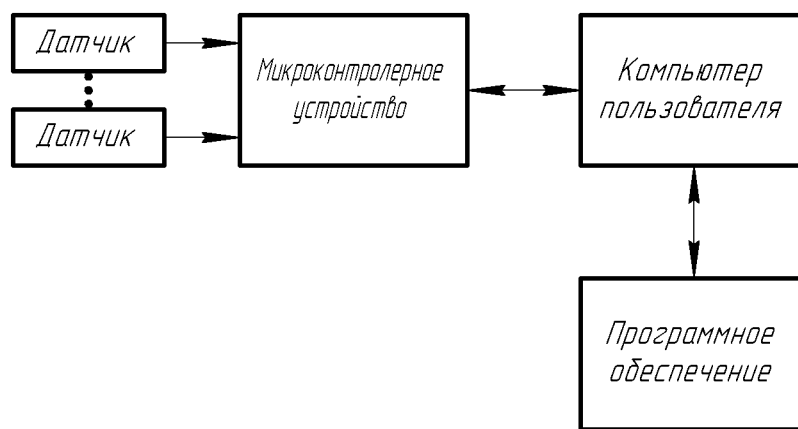 Датчик
Датчик
Микроконтролерное
устройство
Компьютер
пользователя
Программное
обеспечение